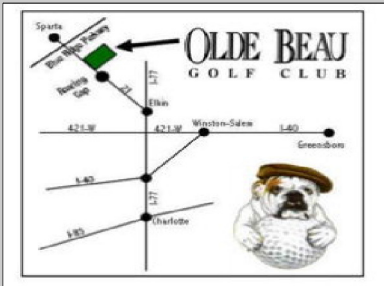 Sparta
OLDE BEAU
GOLF CLUB
Blue Ridge Parkway
Roaring
Gap
21
I-77
Elkin
421-W
421-W
Winston-Salem
I-40
Greensboro
I-40
I-77
Charlotte
I-85